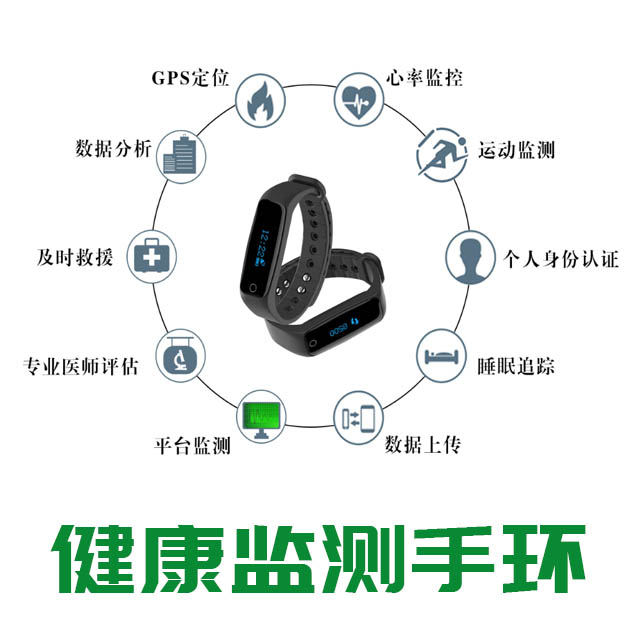 GPS定位
心率监控
数据分析
运动监测
及时救援
个人身份认证
专业医师评估
睡眠追踪
平台监测
数据上传
12:22
0500
健康监测手环